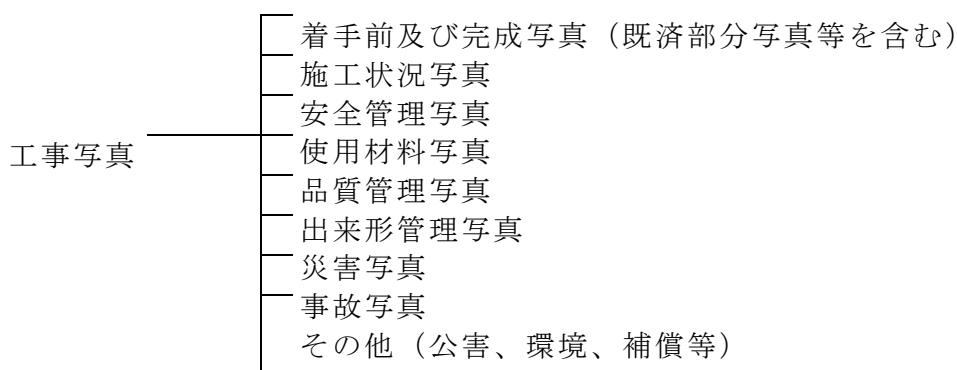 着手前及び完成写真（既済部分写真等を含む）
施工状況写真
安全管理写真
工事写真
使用材料写真
品質管理写真
出来形管理写真
災害写真
事故写真
その他（公害、環境、補償等）